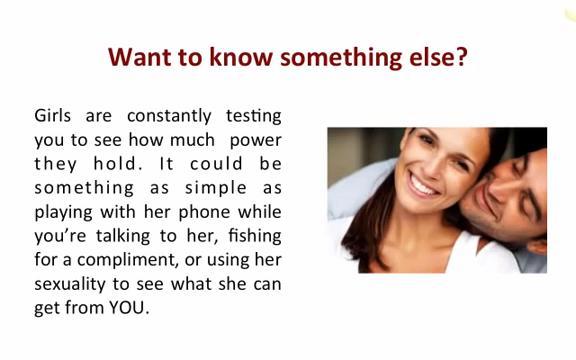 Want to know something else?
Girls are constantly testing
you to see how much power
they hold. It could be
something as simple as
playing with her phone while
you're talking to her, fishing
for a compliment, or using her
sexuality to see what she can
get from YOU.